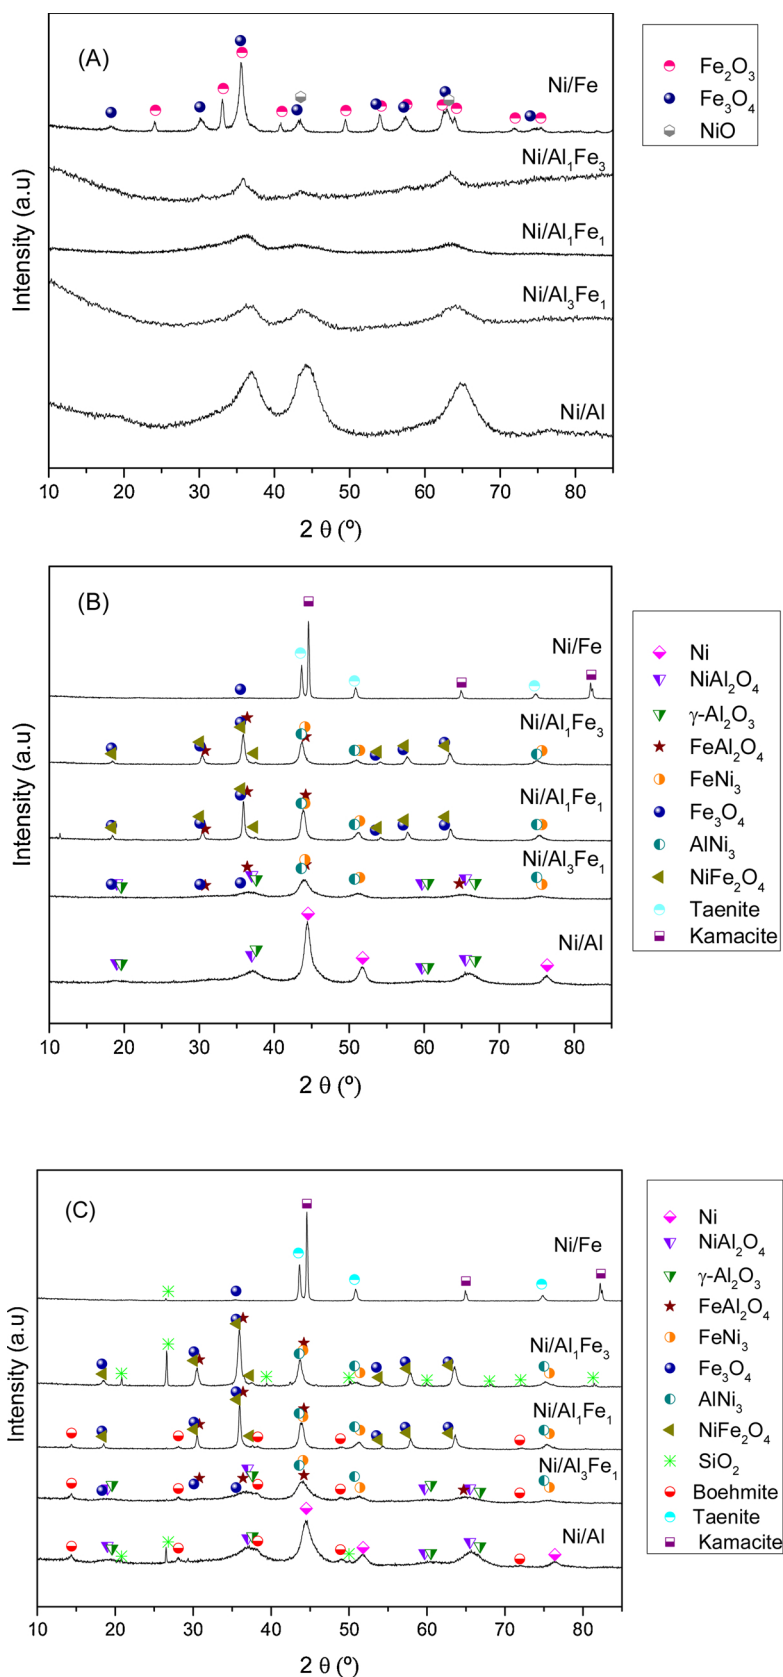 (A)
Ni/Fe
Ni/Al₁Fe₃
Ni/Al₁Fe₁
Ni/Al₃Fe₁
Ni/Al
Intensity (a.u)
10 20 30 40 50 60 70 80
2 θ (º)
Fe₂O₃
Fe₃O₄
NiO
(B)
Ni/Fe
Ni/Al₁Fe₃
Ni/Al₁Fe₁
Ni/Al₃Fe₁
Ni/Al
Intensity (a.u)
10 20 30 40 50 60 70 80
2 θ (º)
Ni
NiAl₂O₄
γ-Al₂O₃
FeAl₂O₄
FeNi₃
Fe₃O₄
AlNi₃
NiFe₂O₄
Taenite
Kamacite
(C)
Ni/Fe
Ni/Al₁Fe₃
Ni/Al₁Fe₁
Ni/Al₃Fe₁
Ni/Al
Intensity (a.u)
10 20 30 40 50 60 70 80
2 θ (º)
Ni
NiAl₂O₄
γ-Al₂O₃
FeAl₂O₄
FeNi₃
Fe₃O₄
AlNi₃
NiFe₂O₄
SiO₂
Boehmite
Taenite
Kamacite